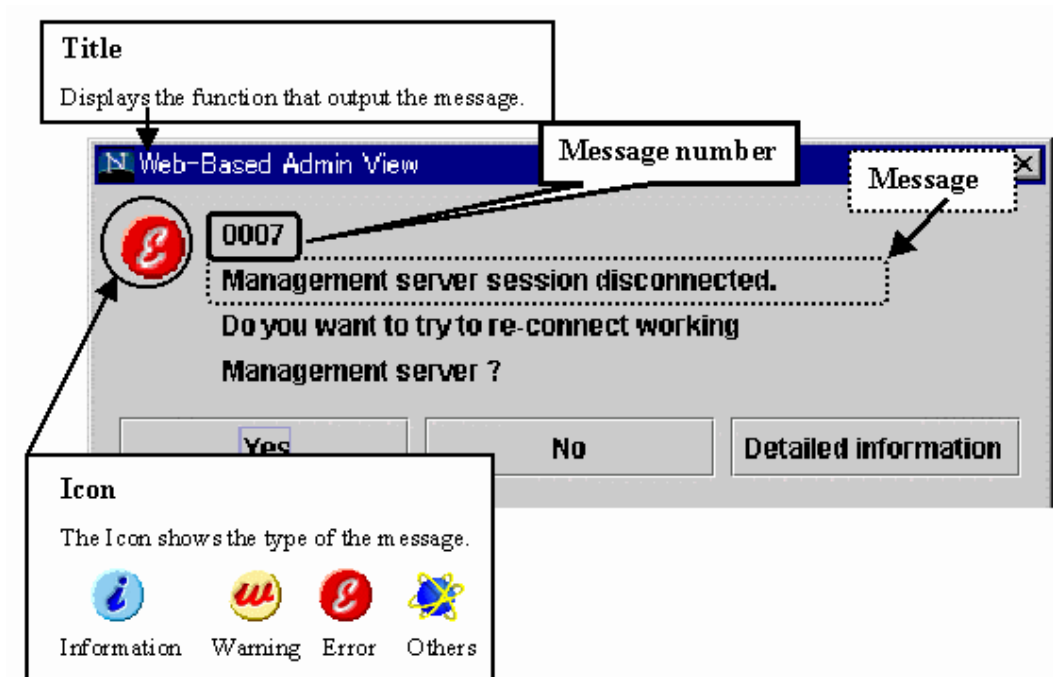 Title
Displays the function that output the message.
Web-Based Admin View
Message number
Message
0007
Management server session disconnected.
Do you want to try to re-connect working
Management server ?
Yes
No
Detailed information
Icon
The Icon shows the type of the message.
Information Warning Error Others